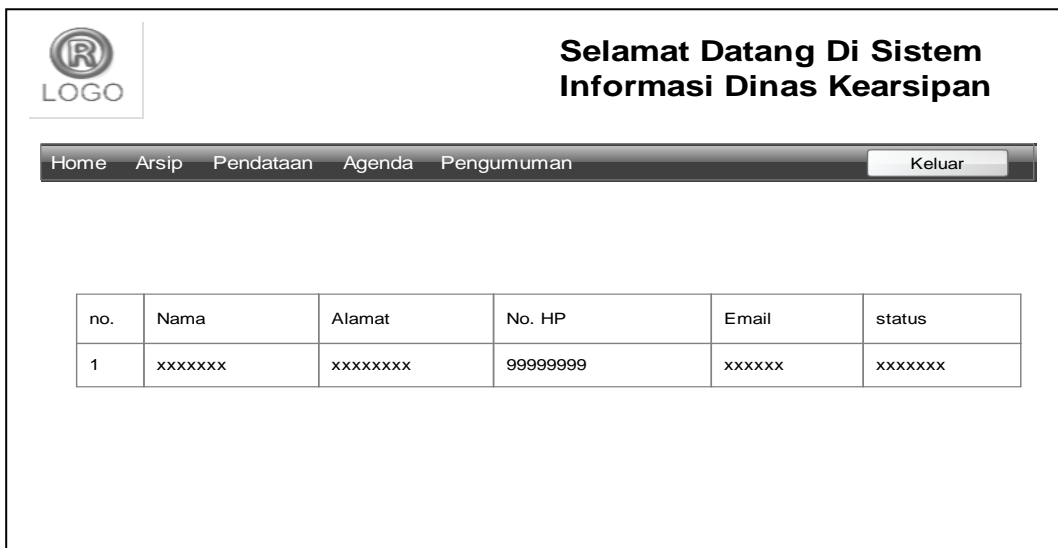 ®
LOGO
Selamat Datang Di Sistem
Informasi Dinas Kearsipan
Home Arsip Pendataan Agenda Pengumuman Keluar
no. Nama Alamat No. HP Email status
1 xxxxxxx xxxxxxxx 99999999 xxxxxx xxxxxxx